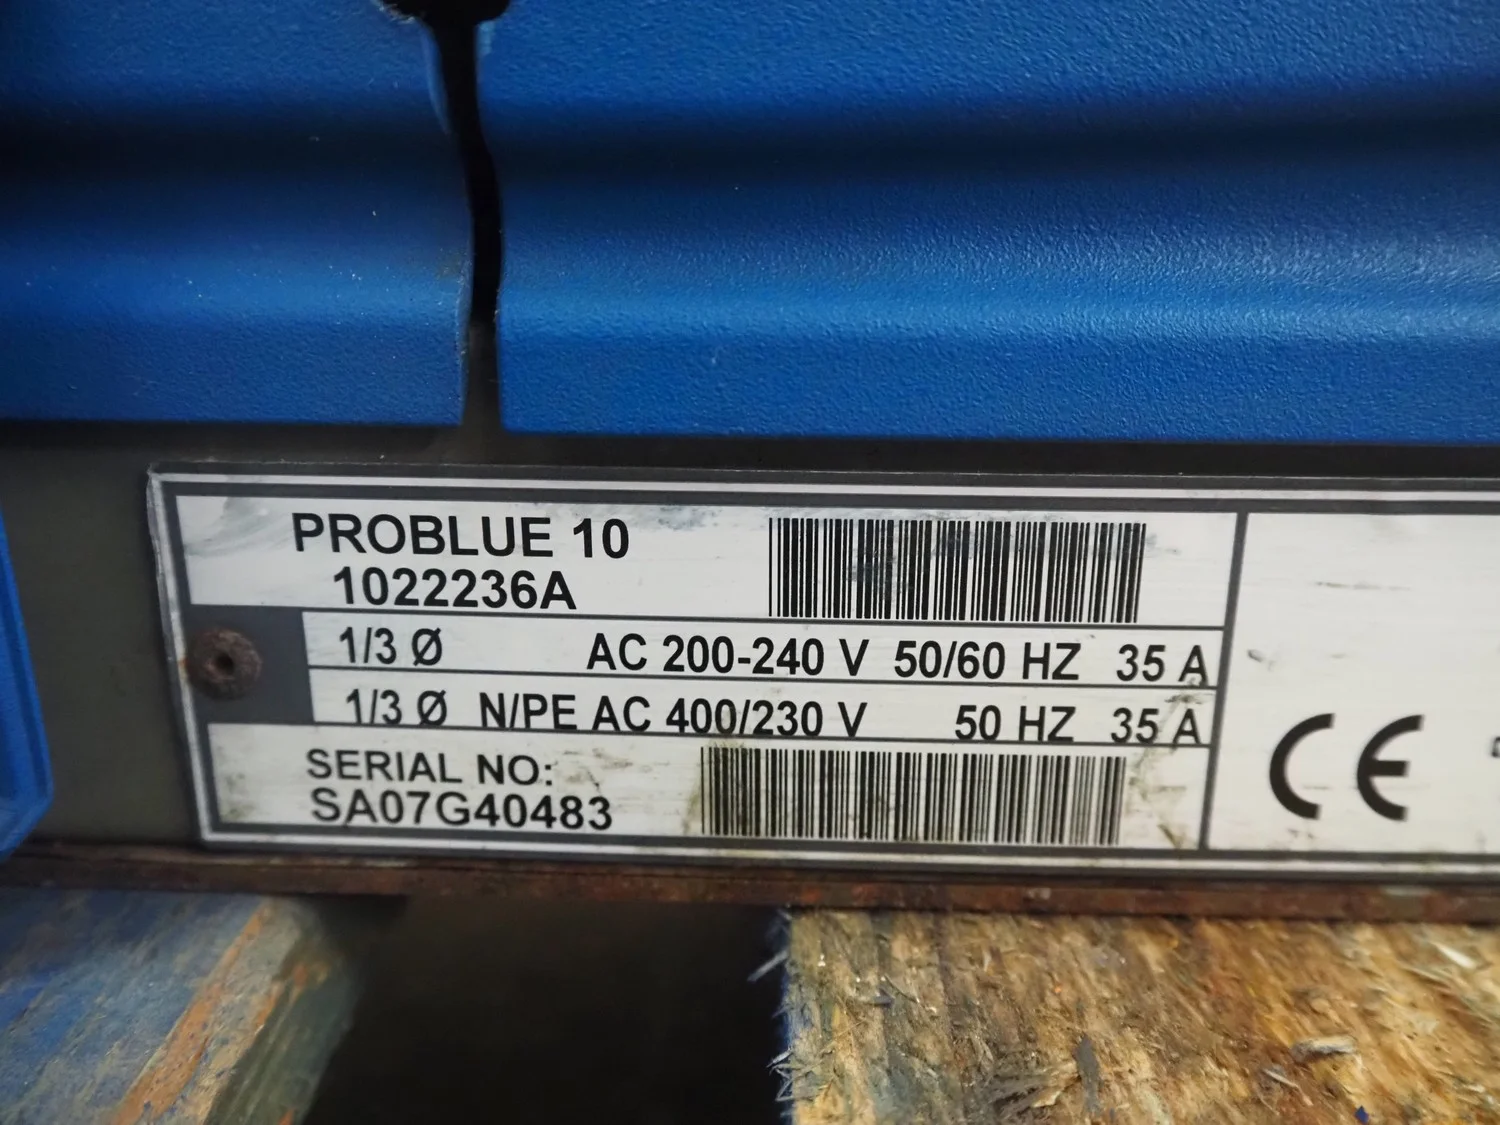 PROBLUE 10
1022236A
1/3 Ø AC 200-240 V 50/60 HZ 35 A
1/3 Ø N/PE AC 400/230 V 50 HZ 35 A
SERIAL NO:
SA07G40483
CE